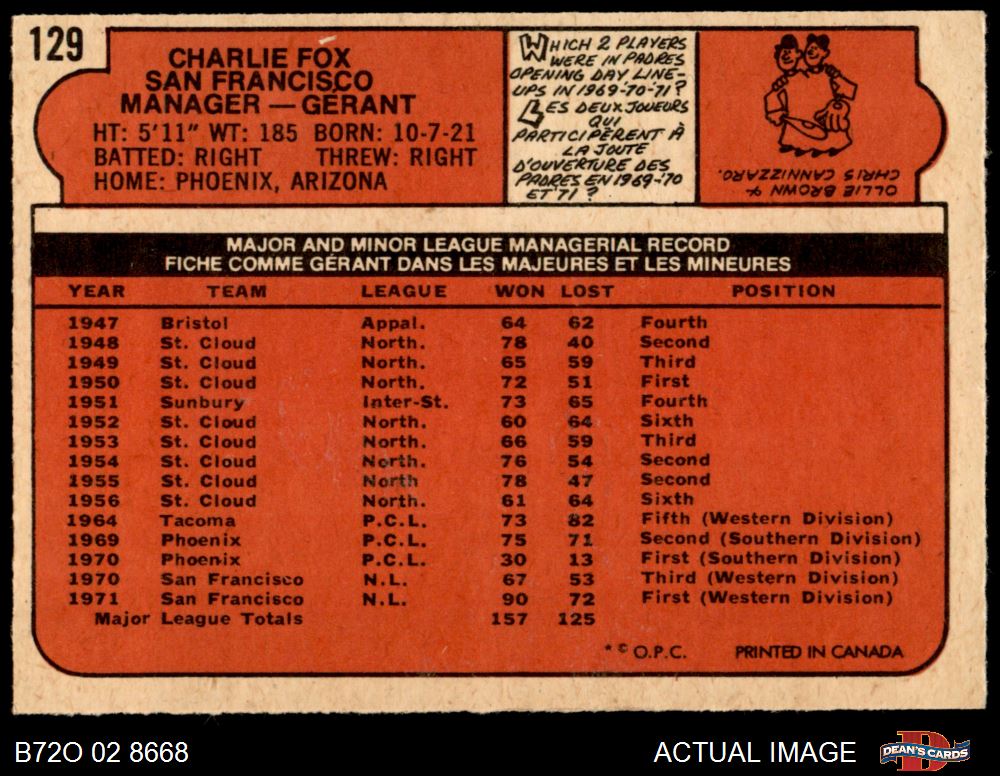 129
CHARLIE FOX
SAN FRANCISCO
MANAGER — GÉRANT
HT: 5'11" WT: 185 BORN: 10-7-21
BATTED: RIGHT THREW: RIGHT
HOME: PHOENIX, ARIZONA
WHICH 2 PLAYERS
WERE IN PADRES
OPENING DAY LINE-
UPS IN 1969-'70-'71?
LES DEUX JOUEURS
QUI
PARTICIPÈRENT À
LA JOUTE
D'OUVERTURE DES
PADRES EN 1969-'70
ET '71?
OLLIE BROWN &
CHRIS CANNIZZARO.
MAJOR AND MINOR LEAGUE MANAGERIAL RECORD
FICHE COMME GÉRANT DANS LES MAJEURES ET LES MINEURES
YEAR TEAM LEAGUE WON LOST POSITION
1947 Bristol Appal. 64 62 Fourth
1948 St. Cloud North. 78 40 Second
1949 St. Cloud North. 65 59 Third
1950 St. Cloud North. 72 51 First
1951 Sunbury Inter-St. 73 65 Fourth
1952 St. Cloud North. 60 64 Sixth
1953 St. Cloud North. 66 59 Third
1954 St. Cloud North. 76 54 Second
1955 St. Cloud North 78 47 Second
1956 St. Cloud North. 61 64 Sixth
1964 Tacoma P.C.L. 73 82 Fifth (Western Division)
1969 Phoenix P.C.L. 75 71 Second (Southern Division)
1970 Phoenix P.C.L. 30 13 First (Southern Division)
1970 San Francisco N.L. 67 53 Third (Western Division)
1971 San Francisco N.L. 90 72 First (Western Division)
Major League Totals 157 125
* © O.P.C. PRINTED IN CANADA
B72O 02 8668 ACTUAL IMAGE D DEAN'S CARDS